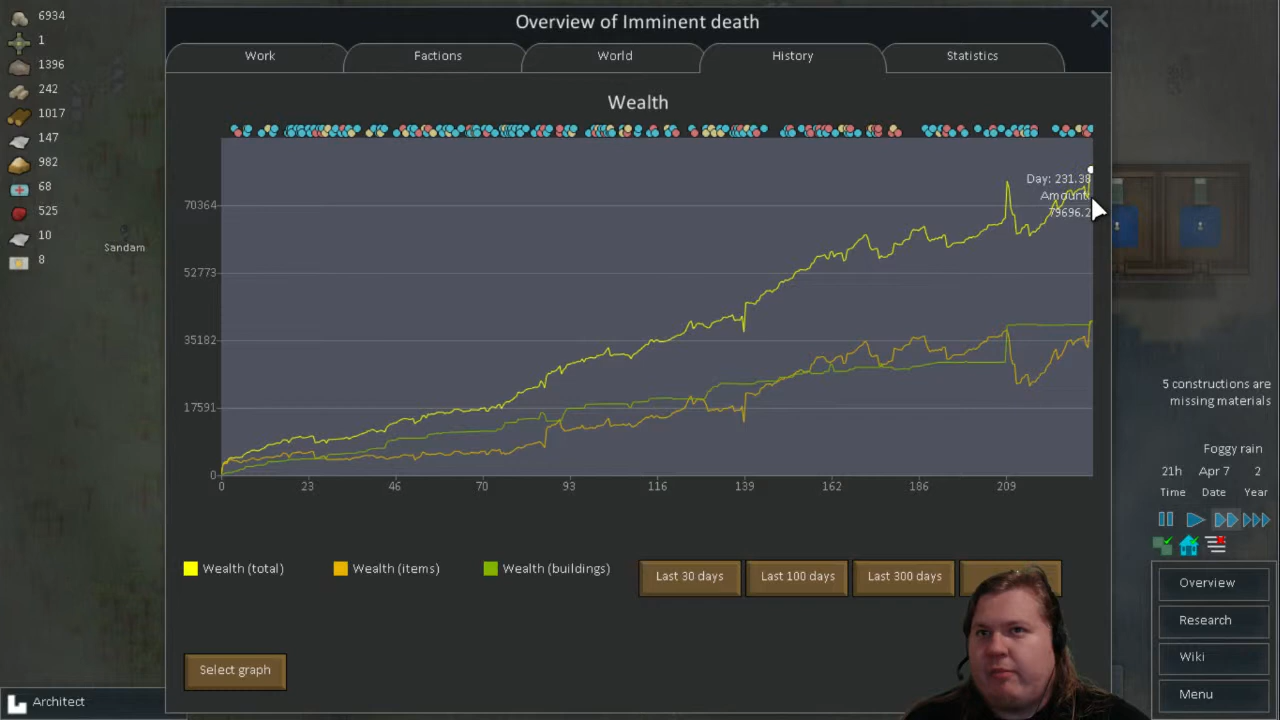 6934
1
1396
242
1017
147
982
68
525
10
8
Sandam
Overview of Imminent death
Work
Factions
World
History
Statistics
Wealth
Day: 231.38
Amount:
79696.2
70364
52773
35182
17591
0
0 23 46 70 93 116 139 162 186 209
Wealth (total)
Wealth (items)
Wealth (buildings)
Last 30 days
Last 100 days
Last 300 days
Select graph
5 constructions are
missing materials
Foggy rain
21h Apr 7 2
Time Date Year
Overview
Research
Wiki
Menu
Architect